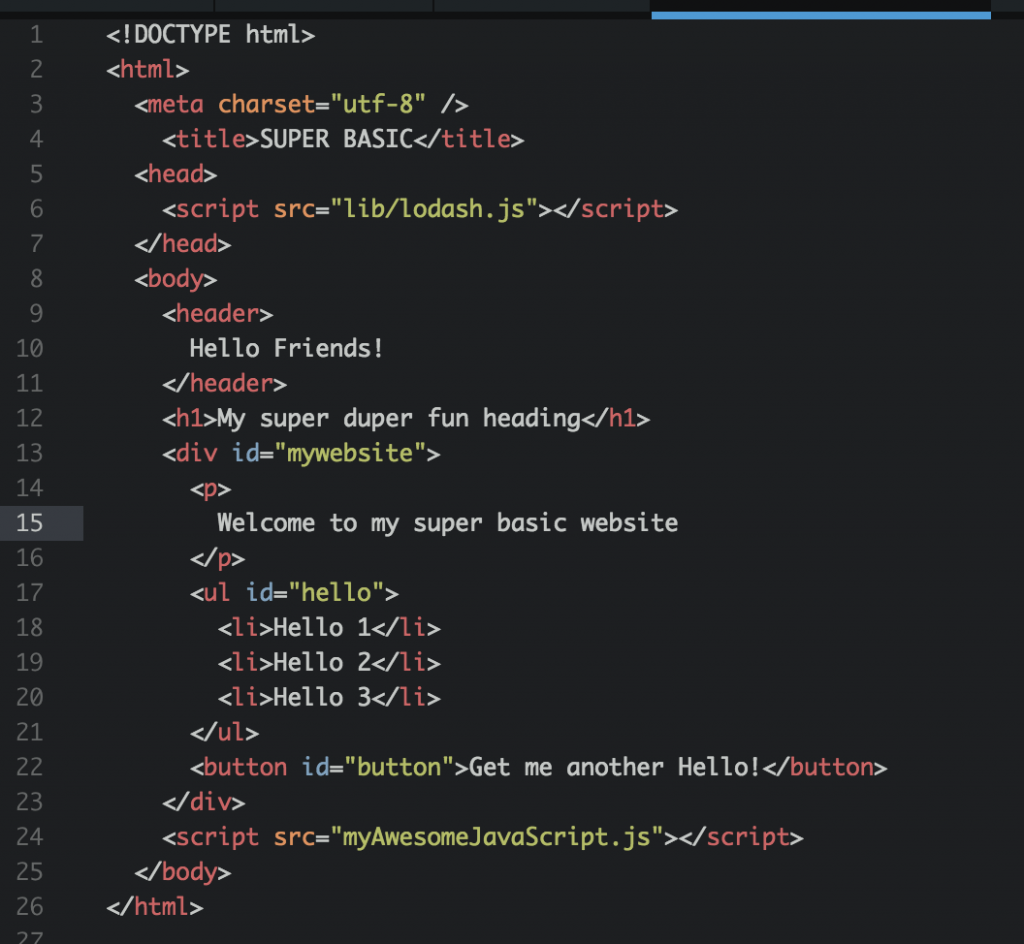 1 <!DOCTYPE html>
2 <html>
3 <meta charset="utf-8" />
4 <title>SUPER BASIC</title>
5 <head>
6 <script src="lib/lodash.js"></script>
7 </head>
8 <body>
9 <header>
10 Hello Friends!
11 </header>
12 <h1>My super duper fun heading</h1>
13 <div id="mywebsite">
14 <p>
15 Welcome to my super basic website
16 </p>
17 <ul id="hello">
18 <li>Hello 1</li>
19 <li>Hello 2</li>
20 <li>Hello 3</li>
21 </ul>
22 <button id="button">Get me another Hello!</button>
23 </div>
24 <script src="myAwesomeJavaScript.js"></script>
25 </body>
26 </html>
27